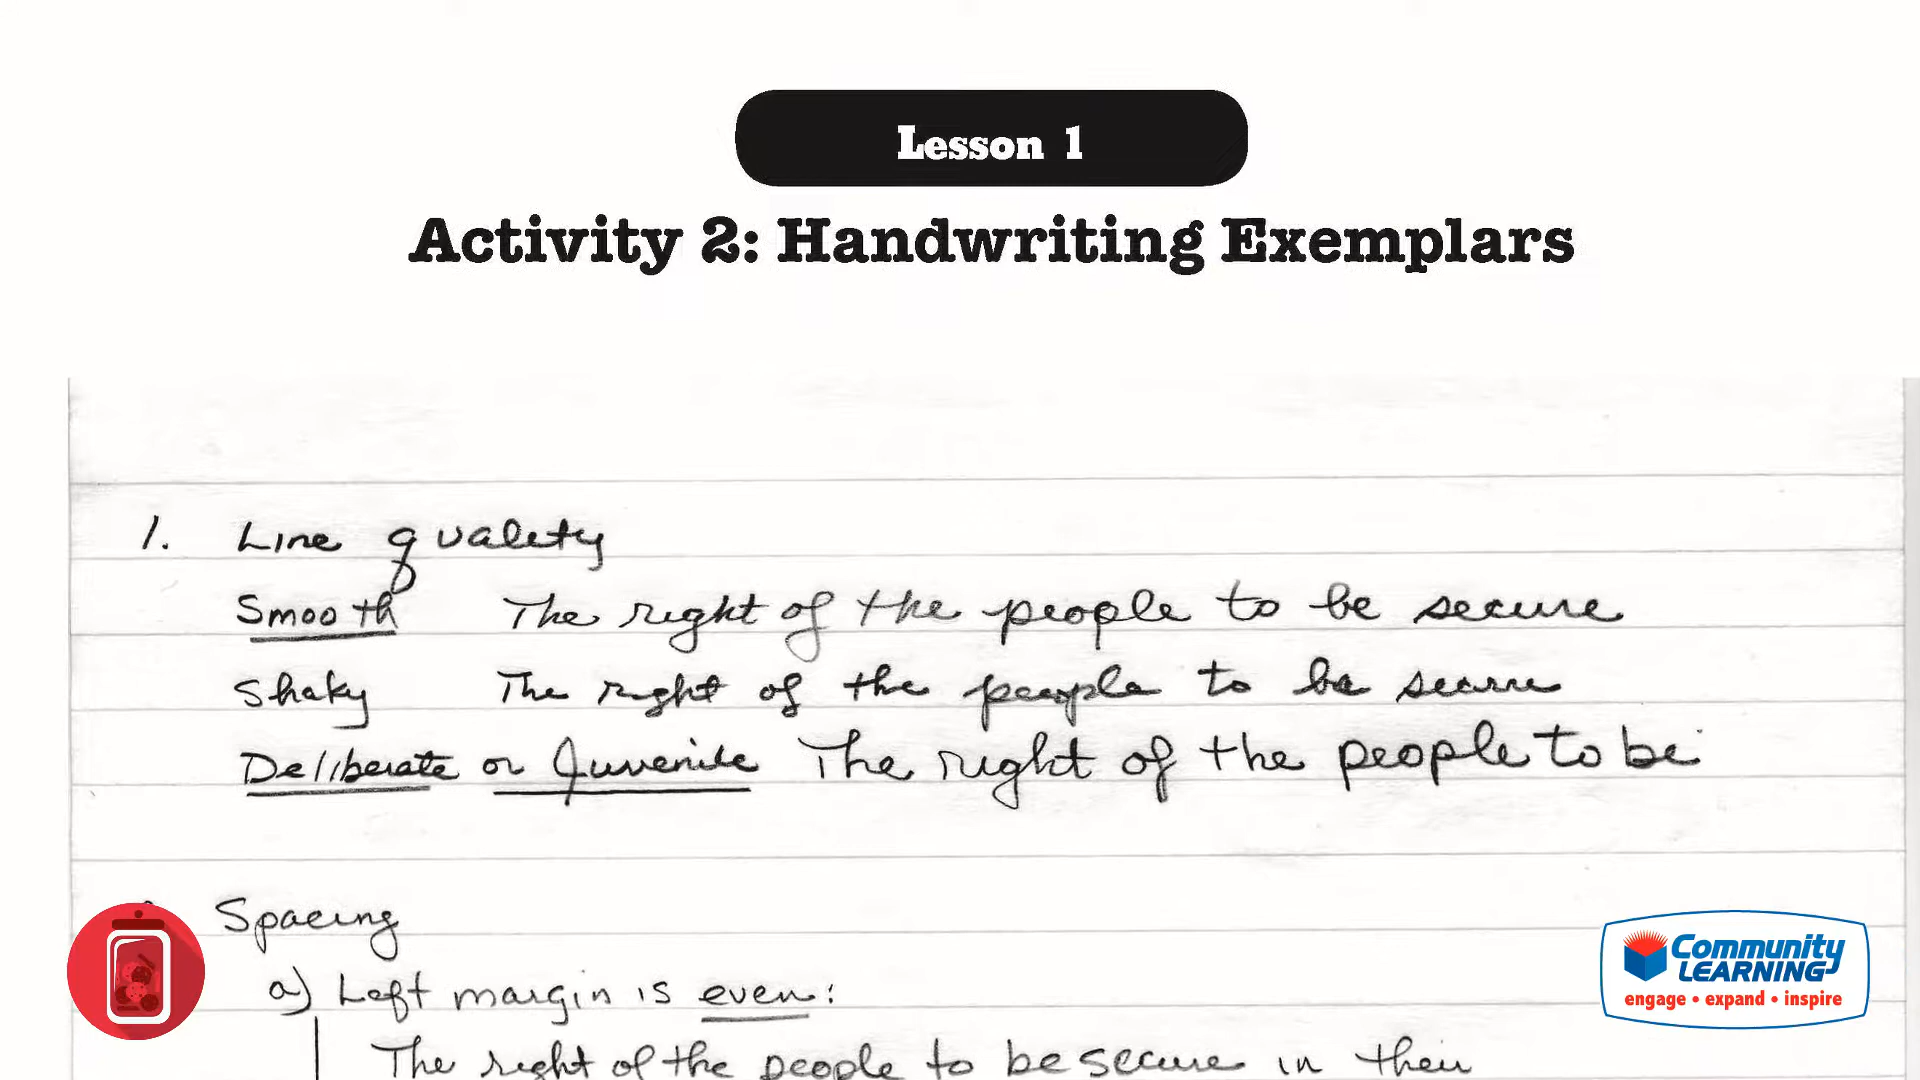 Lesson 1
Activity 2: Handwriting Exemplars
1. Line quality
Smooth The right of the people to be secure
Shaky The right of the people to be secure
Deliberate or Juvenile The right of the people to be
Spacing
a) Left margin is even:
The right of the people to be secure in their
Community
LEARNING
engage • expand • inspire